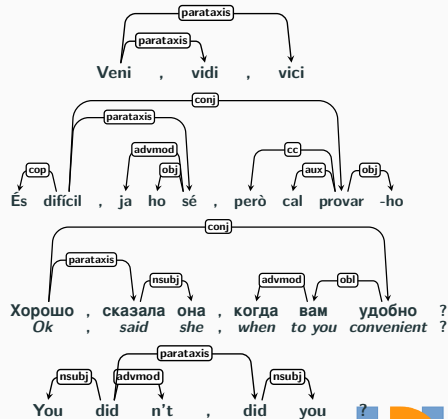 parataxis
parataxis
Veni , vidi , vici
conj
parataxis
advmod cc
cop obj aux obj
És difícil , ja ho sé , però cal provar -ho
conj
parataxis nsubj advmod obl
Хорошо , сказала она , когда вам удобно ?
Ok , said she , when to you convenient ?
parataxis
nsubj advmod nsubj
You did n't , did you ?